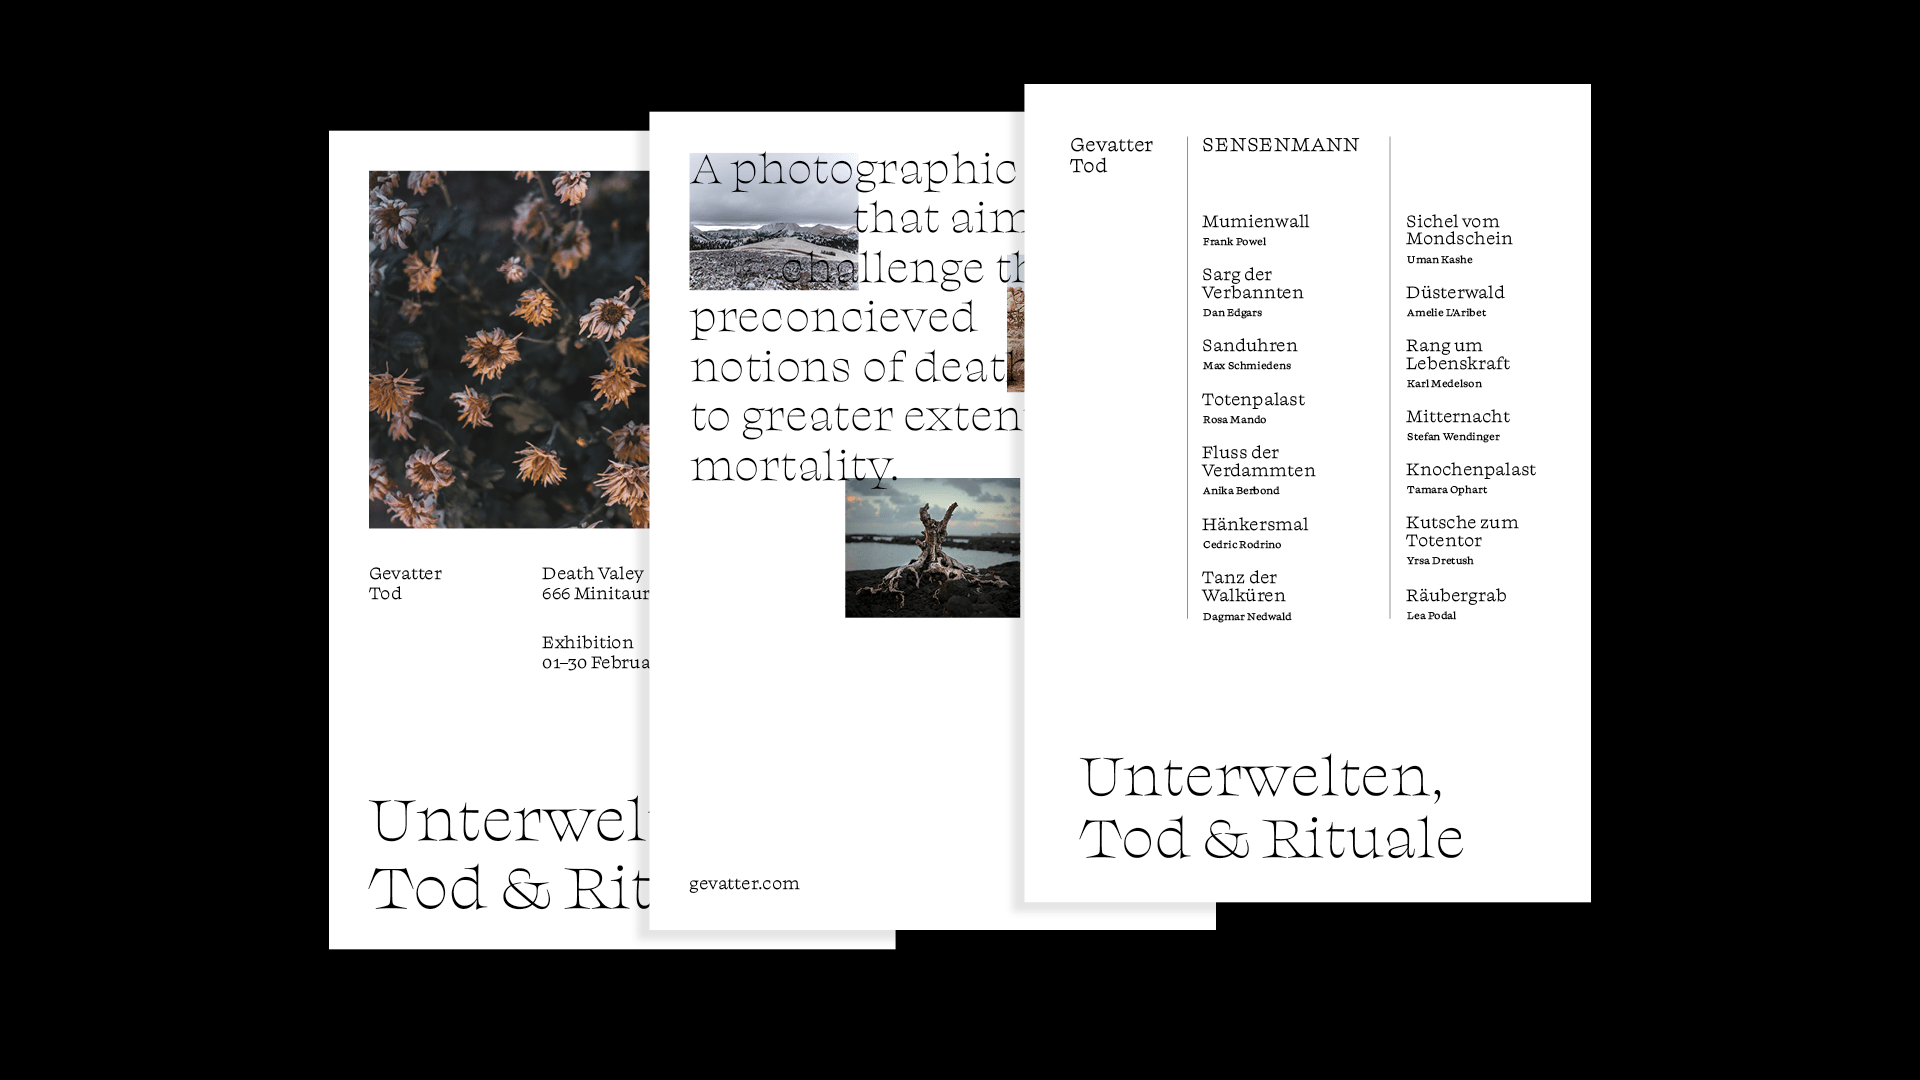 Gevatter
Tod
Death Valey
666 Minitaur
Exhibition
01–30 Februa
Unterwel
Tod & Rit
A photographic
that aim
challenge th
preconcieved
notions of death
to greater exten
mortality.
gevatter.com
Gevatter
Tod
SENSENMANN
Mumienwall
Frank Powel
Sarg der
Verbannten
Dan Edgars
Sanduhren
Max Schmiedens
Totenpalast
Rosa Mando
Fluss der
Verdammten
Anika Berbond
Hänkersmal
Cedric Rodrino
Tanz der
Walküren
Dagmar Nedwald
Sichel vom
Mondschein
Uman Kashe
Düsterwald
Amelie L'Aribet
Rang um
Lebenskraft
Karl Medelson
Mitternacht
Stefan Wendinger
Knochenpalast
Tamara Ophart
Kutsche zum
Totentor
Yrsa Dretush
Räubergrab
Lea Podal
Unterwelten,
Tod & Rituale